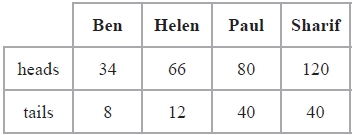 Ben Helen Paul Sharif
heads 34 66 80 120
tails 8 12 40 40